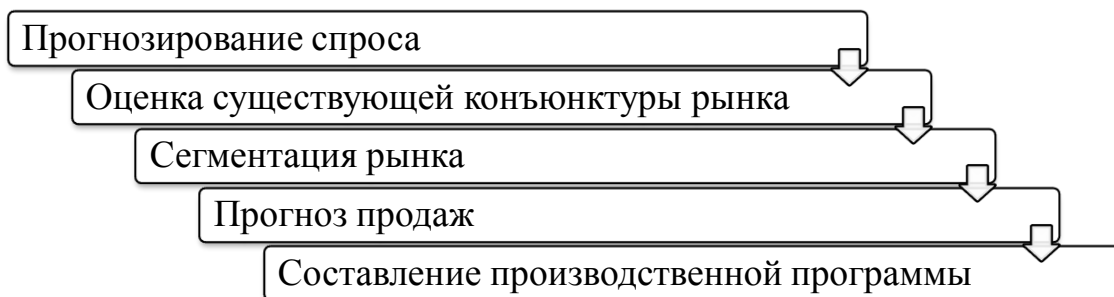 Прогнозирование спроса
Оценка существующей конъюнктуры рынка
Сегментация рынка
Прогноз продаж
Составление производственной программы